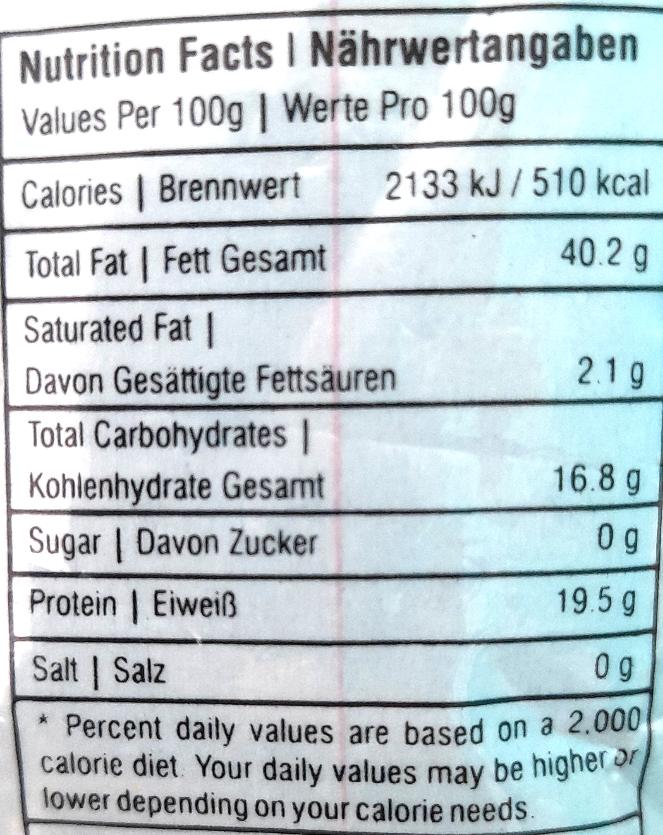 Nutrition Facts | Nährwertangaben
Values Per 100g | Werte Pro 100g
Calories | Brennwert 2133 kJ / 510 kcal
Total Fat | Fett Gesamt 40.2 g
Saturated Fat |
Davon Gesättigte Fettsäuren 2.1 g
Total Carbohydrates |
Kohlenhydrate Gesamt 16.8 g
Sugar | Davon Zucker 0 g
Protein | Eiweiß 19.5 g
Salt | Salz 0 g
* Percent daily values are based on a 2,000
calorie diet. Your daily values may be higher or
lower depending on your calorie needs.